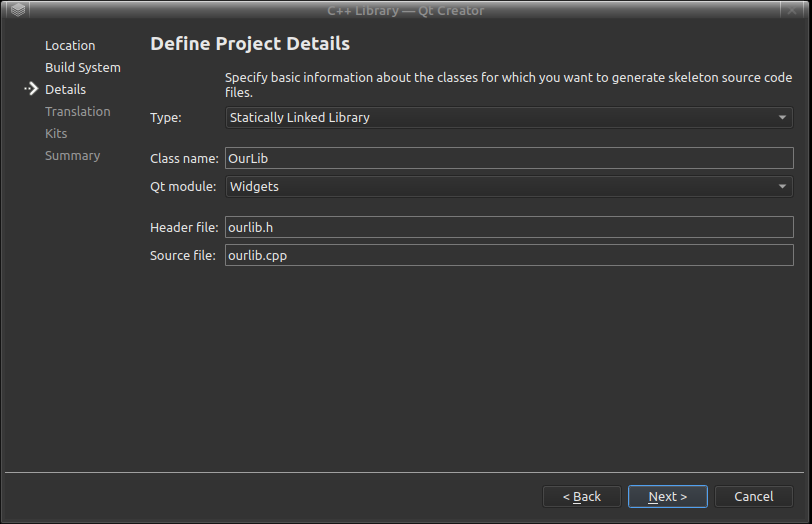 C++ Library — Qt Creator
Location
Build System
Details
Translation
Kits
Summary
Define Project Details
Specify basic information about the classes for which you want to generate skeleton source code
files.
Type: Statically Linked Library
Class name: OurLib
Qt module: Widgets
Header file: ourlib.h
Source file: ourlib.cpp
< Back Next > Cancel